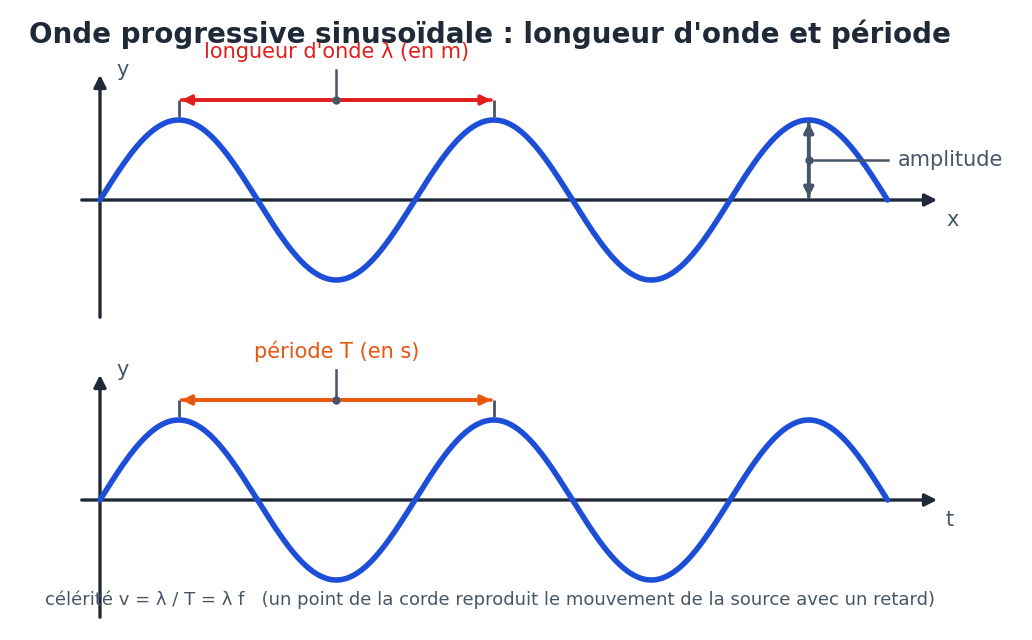 Onde progressive sinusoïdale : longueur d'onde et période
longueur d'onde λ (en m)
y
amplitude
x
période T (en s)
y
t
célérité v = λ / T = λ f (un point de la corde reproduit le mouvement de la source avec un retard)